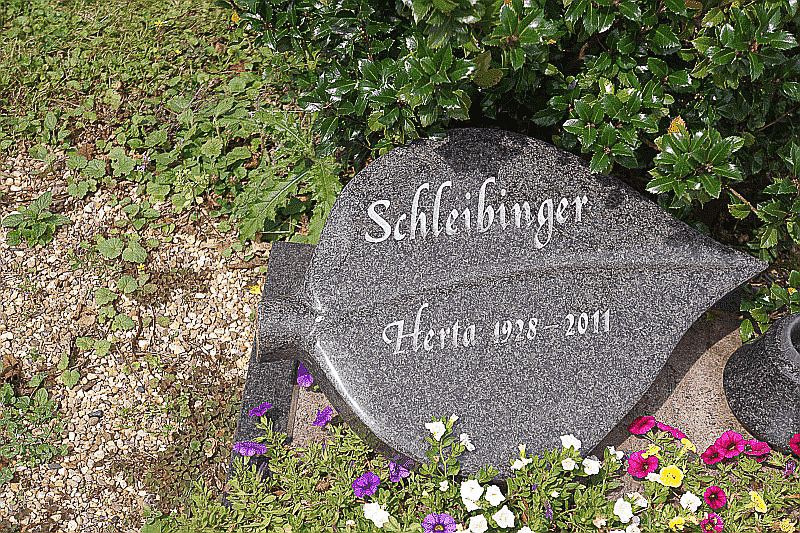 Schleibinger
Herta 1928 – 2011